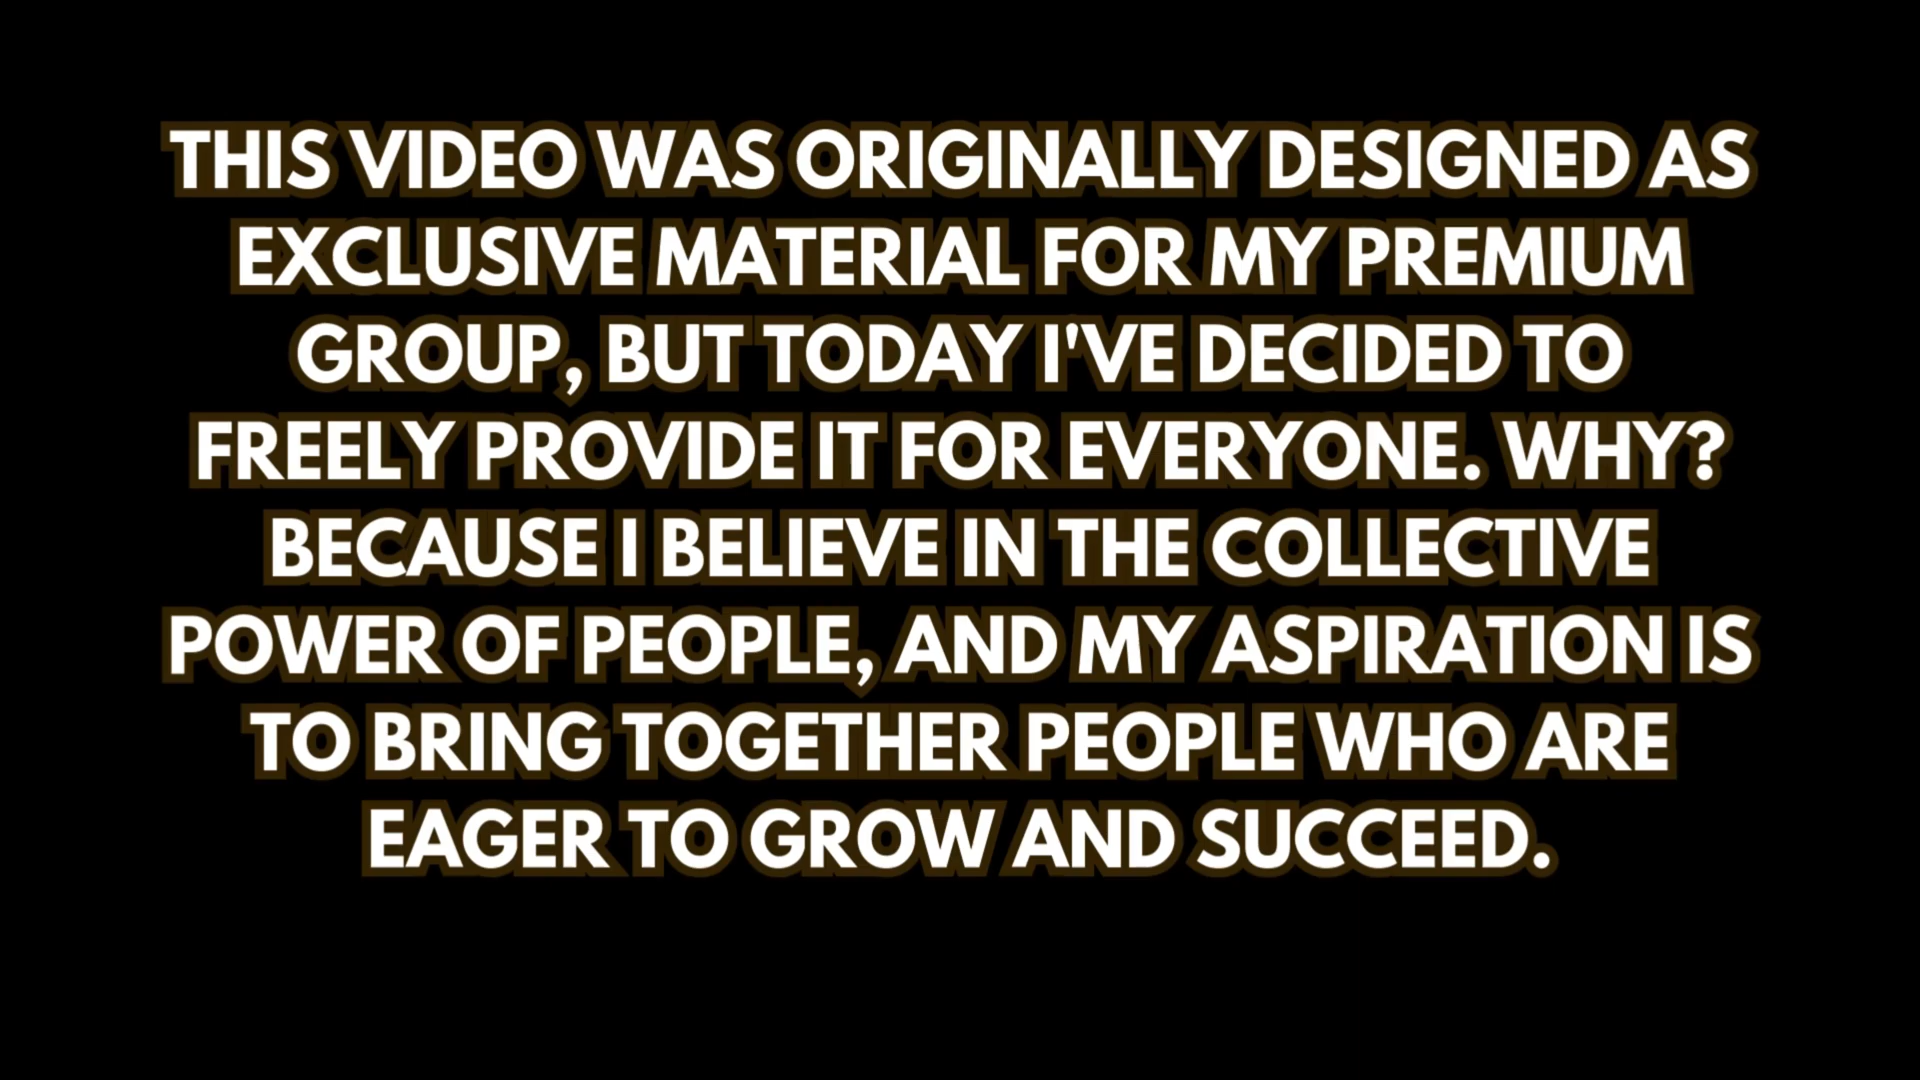 THIS VIDEO WAS ORIGINALLY DESIGNED AS
EXCLUSIVE MATERIAL FOR MY PREMIUM
GROUP, BUT TODAY I'VE DECIDED TO
FREELY PROVIDE IT FOR EVERYONE. WHY?
BECAUSE I BELIEVE IN THE COLLECTIVE
POWER OF PEOPLE, AND MY ASPIRATION IS
TO BRING TOGETHER PEOPLE WHO ARE
EAGER TO GROW AND SUCCEED.